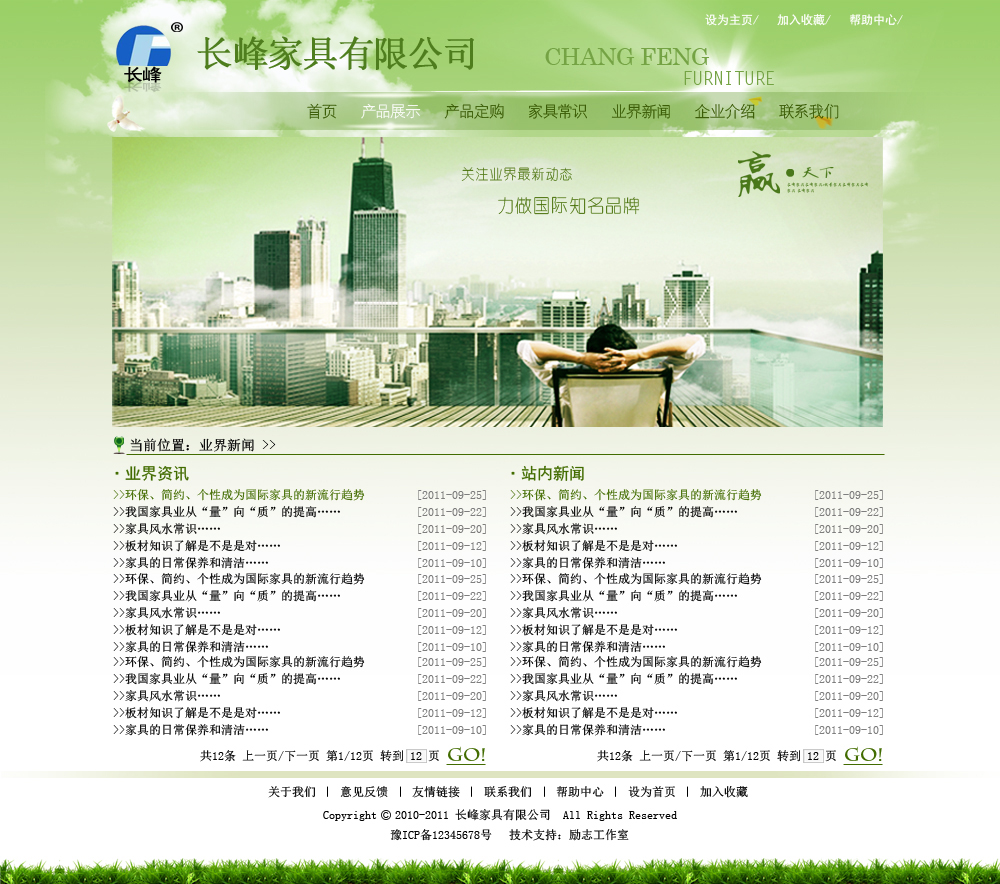 设为主页/ 加入收藏/ 帮助中心/
®
长峰
长峰家具有限公司
CHANG FENG
FURNITURE
首页 产品展示 产品定购 家具常识 业界新闻 企业介绍 联系我们
关注业界最新动态
力做国际知名品牌
赢·天下
当前位置：业界新闻 >>
·业界资讯
>>环保、简约、个性成为国际家具的新流行趋势 [2011-09-25]
>>我国家具业从“量”向“质”的提高…… [2011-09-22]
>>家具风水常识…… [2011-09-20]
>>板材知识了解是不是是对…… [2011-09-12]
>>家具的日常保养和清洁…… [2011-09-10]
>>环保、简约、个性成为国际家具的新流行趋势 [2011-09-25]
>>我国家具业从“量”向“质”的提高…… [2011-09-22]
>>家具风水常识…… [2011-09-20]
>>板材知识了解是不是是对…… [2011-09-12]
>>家具的日常保养和清洁…… [2011-09-10]
>>环保、简约、个性成为国际家具的新流行趋势 [2011-09-25]
>>我国家具业从“量”向“质”的提高…… [2011-09-22]
>>家具风水常识…… [2011-09-20]
>>板材知识了解是不是是对…… [2011-09-12]
>>家具的日常保养和清洁…… [2011-09-10]
共12条 上一页/下一页 第1/12页 转到 12 页 GO!
·站内新闻
>>环保、简约、个性成为国际家具的新流行趋势 [2011-09-25]
>>我国家具业从“量”向“质”的提高…… [2011-09-22]
>>家具风水常识…… [2011-09-20]
>>板材知识了解是不是是对…… [2011-09-12]
>>家具的日常保养和清洁…… [2011-09-10]
>>环保、简约、个性成为国际家具的新流行趋势 [2011-09-25]
>>我国家具业从“量”向“质”的提高…… [2011-09-22]
>>家具风水常识…… [2011-09-20]
>>板材知识了解是不是是对…… [2011-09-12]
>>家具的日常保养和清洁…… [2011-09-10]
>>环保、简约、个性成为国际家具的新流行趋势 [2011-09-25]
>>我国家具业从“量”向“质”的提高…… [2011-09-22]
>>家具风水常识…… [2011-09-20]
>>板材知识了解是不是是对…… [2011-09-12]
>>家具的日常保养和清洁…… [2011-09-10]
共12条 上一页/下一页 第1/12页 转到 12 页 GO!
关于我们 | 意见反馈 | 友情链接 | 联系我们 | 帮助中心 | 设为首页 | 加入收藏
Copyright © 2010-2011 长峰家具有限公司 All Rights Reserved
豫ICP备12345678号 技术支持：励志工作室